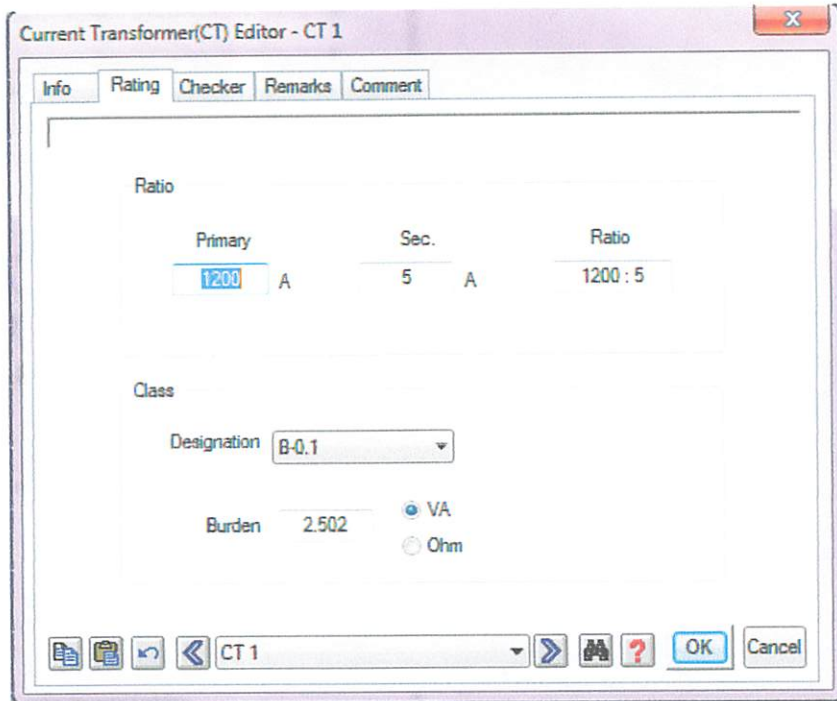 Current Transformer(CT) Editor - CT 1
Info Rating Checker Remarks Comment
Ratio
Primary Sec. Ratio
1200 A 5 A 1200 : 5
Class
Designation B-0.1
Burden 2.502 VA
Ohm
CT 1 ? OK Cancel